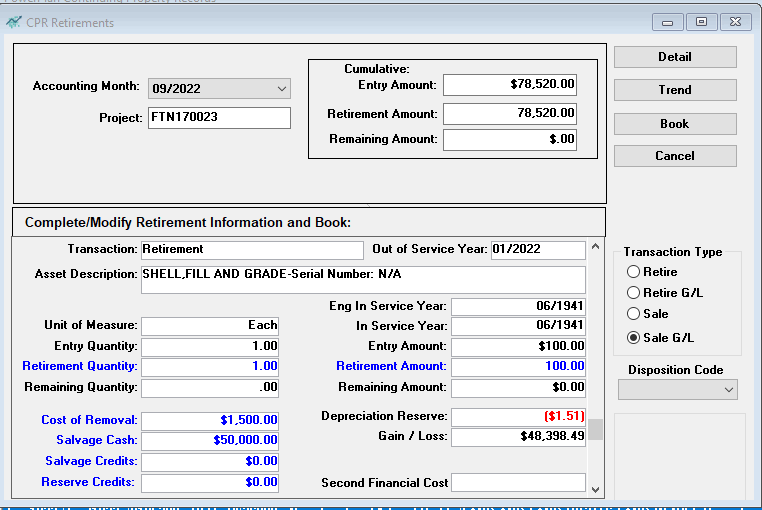 PowerPlan Continuing Property Records
CPR Retirements
Accounting Month: 09/2022
Project: FTN170023
Cumulative:
Entry Amount: $78,520.00
Retirement Amount: 78,520.00
Remaining Amount: $.00
Detail
Trend
Book
Cancel
Complete/Modify Retirement Information and Book:
Transaction: Retirement Out of Service Year: 01/2022
Asset Description: SHELL,FILL AND GRADE-Serial Number: N/A
Eng In Service Year: 06/1941
Unit of Measure: Each In Service Year: 06/1941
Entry Quantity: 1.00 Entry Amount: $100.00
Retirement Quantity: 1.00 Retirement Amount: 100.00
Remaining Quantity: .00 Remaining Amount: $0.00
Cost of Removal: $1,500.00 Depreciation Reserve: ($1.51)
Salvage Cash: $50,000.00 Gain / Loss: $48,398.49
Salvage Credits: $0.00
Reserve Credits: $0.00 Second Financial Cost
Transaction Type
Retire
Retire G/L
Sale
Sale G/L
Disposition Code